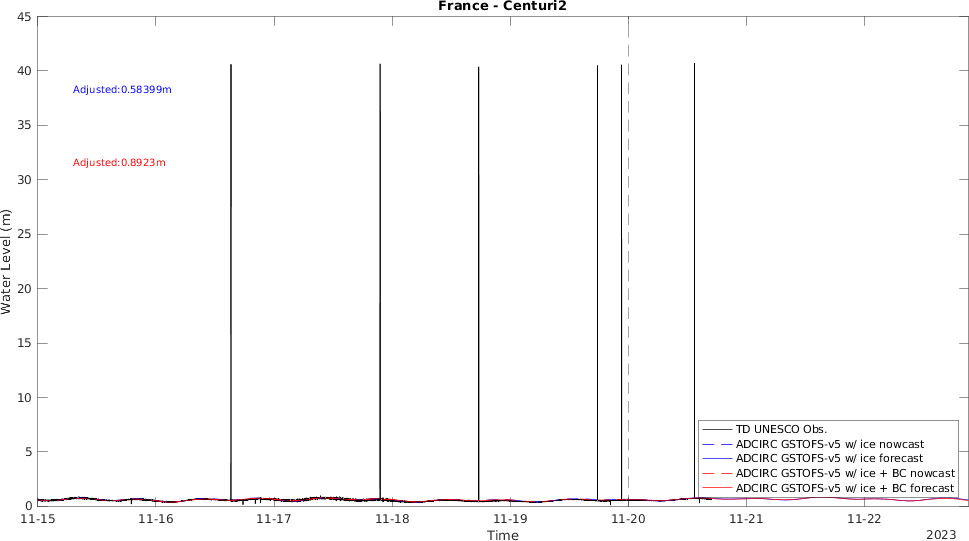 France - Centuri2
45
40
35
30
25
20
15
10
5
0
Water Level (m)
Adjusted:0.58399m
Adjusted:0.8923m
TD UNESCO Obs.
ADCIRC GSTOFS-v5 w/ ice nowcast
ADCIRC GSTOFS-v5 w/ ice forecast
ADCIRC GSTOFS-v5 w/ ice + BC nowcast
ADCIRC GSTOFS-v5 w/ ice + BC forecast
11-15 11-16 11-17 11-18 11-19 11-20 11-21 11-22
Time
2023